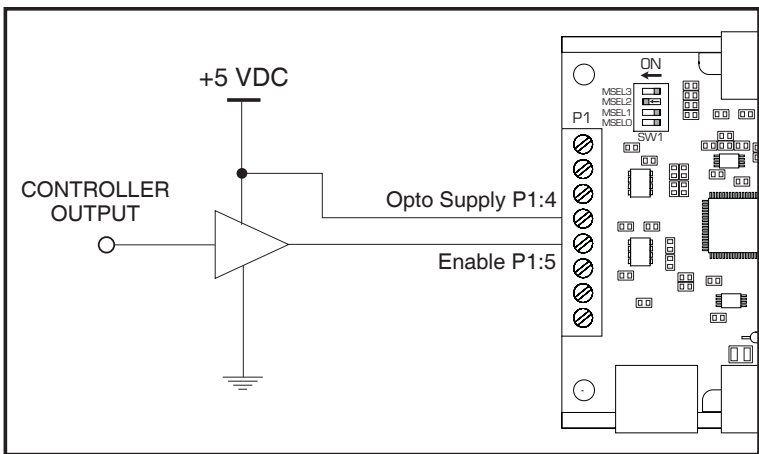 +5 VDC
CONTROLLER
OUTPUT
Opto Supply P1:4
Enable P1:5
ON
MSEL3
MSEL2
MSEL1
MSEL0
SW1
P1